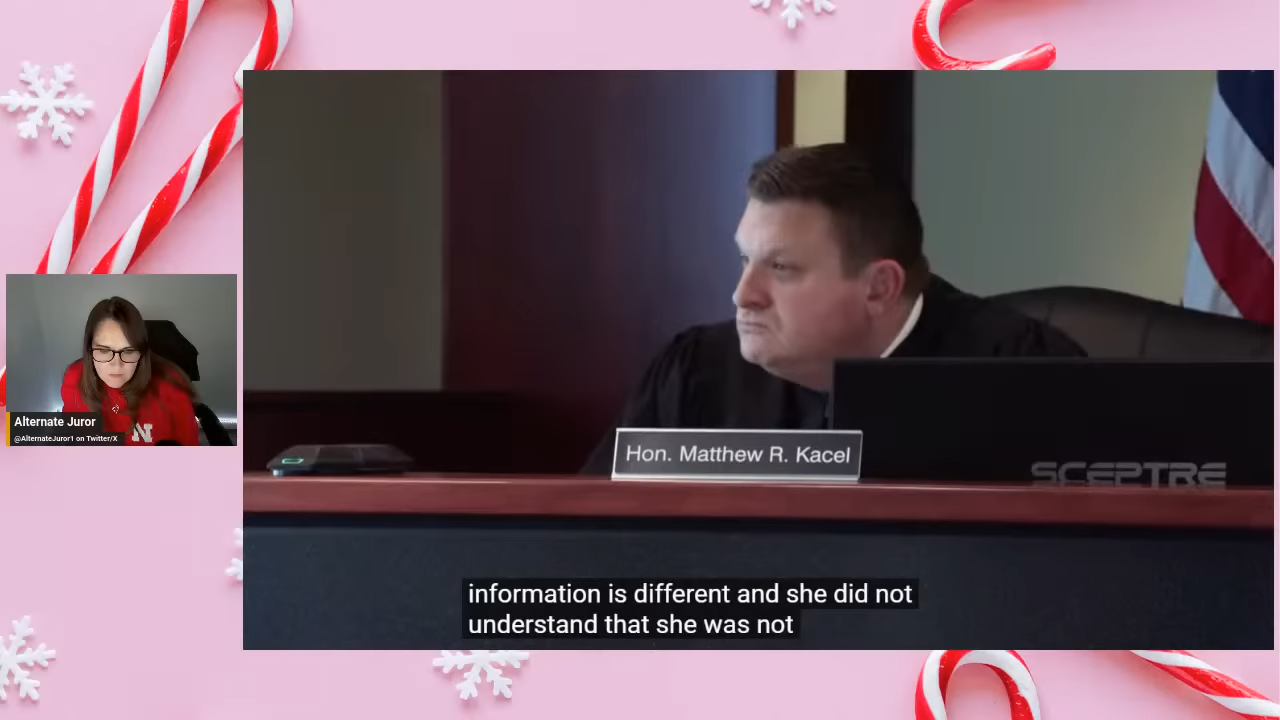 Alternate Juror
@AlternateJuror1 on Twitter/X
N
Hon. Matthew R. Kacel
SCEPTRE
information is different and she did not
understand that she was not